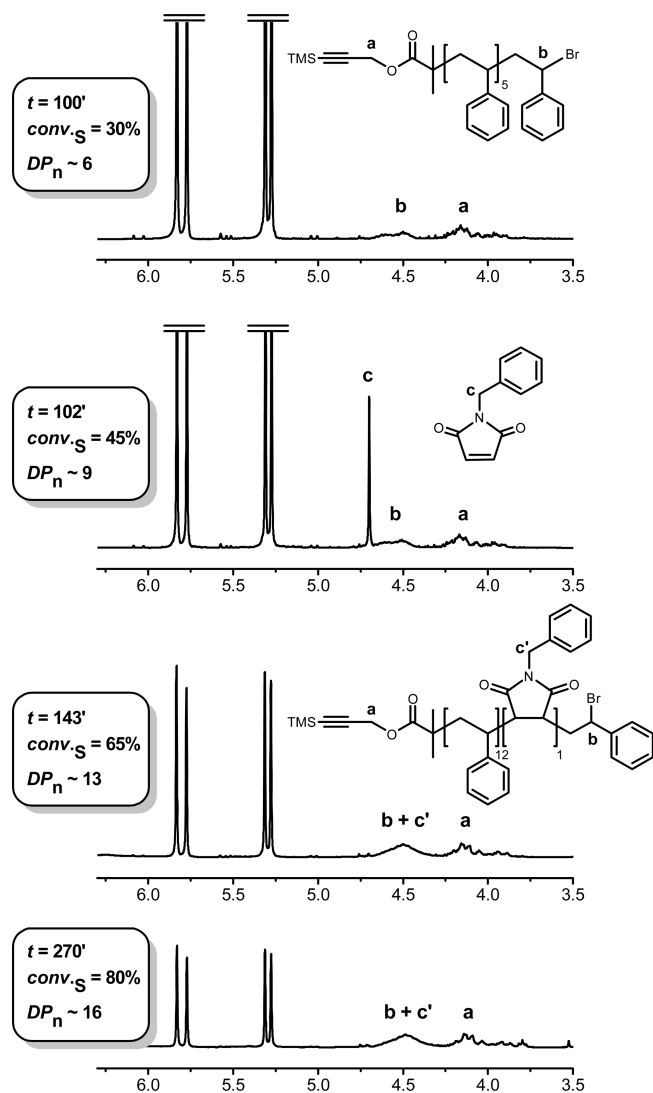 a
O
b
Br
TMS
O
5
t = 100'
conv.S = 30%
DPn ~ 6
b
a
6.0 5.5 5.0 4.5 4.0 3.5
c
c
N
O O
t = 102'
conv.S = 45%
DPn ~ 9
b
a
6.0 5.5 5.0 4.5 4.0 3.5
c'
N
O O
Br
a
O
TMS
O
12
1
b
t = 143'
conv.S = 65%
DPn ~ 13
b + c'
a
6.0 5.5 5.0 4.5 4.0 3.5
t = 270'
conv.S = 80%
DPn ~ 16
b + c'
a
6.0 5.5 5.0 4.5 4.0 3.5